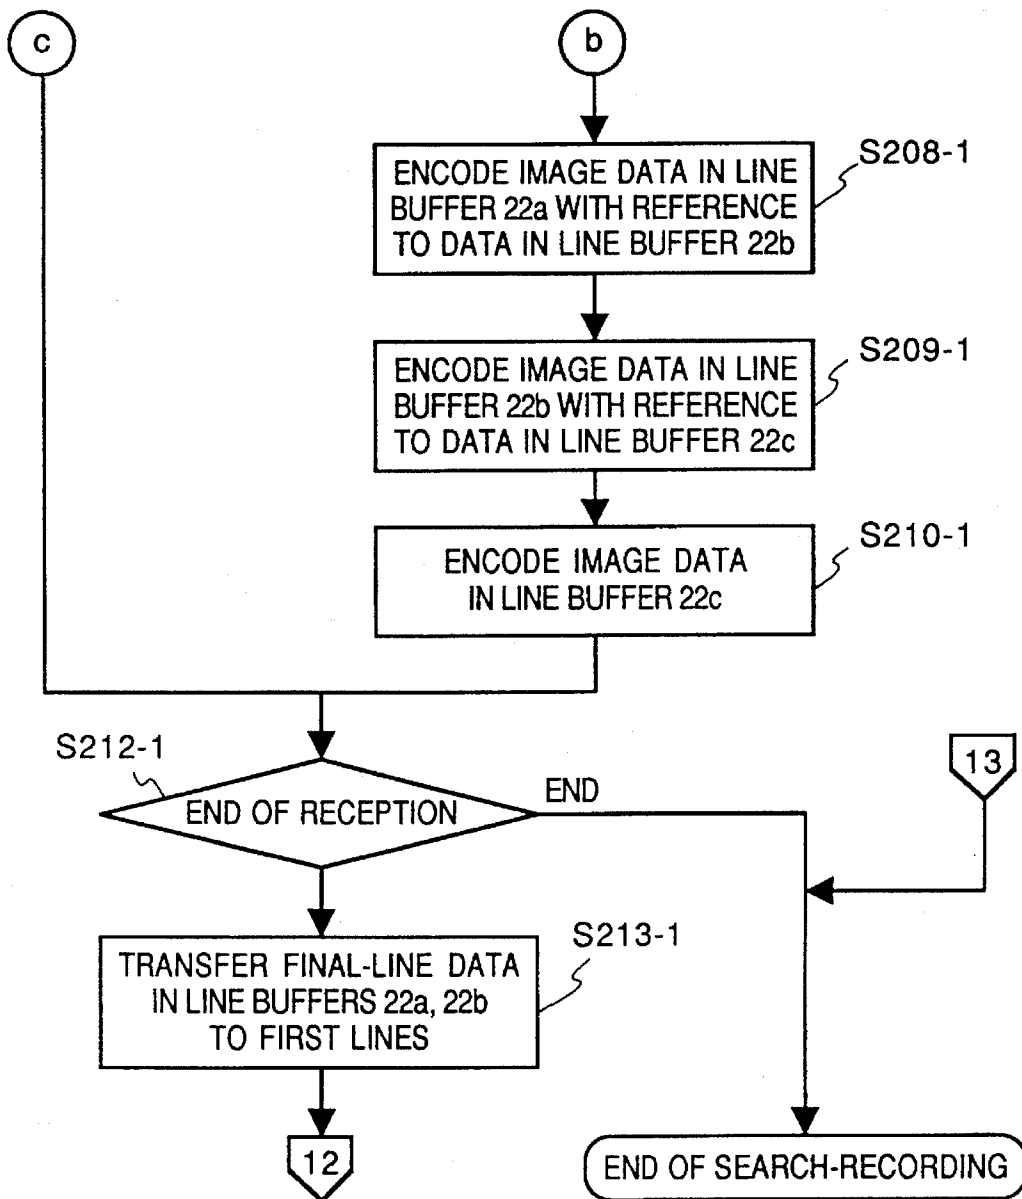 c
b
S208-1
ENCODE IMAGE DATA IN LINE
BUFFER 22a WITH REFERENCE
TO DATA IN LINE BUFFER 22b
S209-1
ENCODE IMAGE DATA IN LINE
BUFFER 22b WITH REFERENCE
TO DATA IN LINE BUFFER 22c
S210-1
ENCODE IMAGE DATA
IN LINE BUFFER 22c
S212-1
END OF RECEPTION
END
13
S213-1
TRANSFER FINAL-LINE DATA
IN LINE BUFFERS 22a, 22b
TO FIRST LINES
12
END OF SEARCH-RECORDING